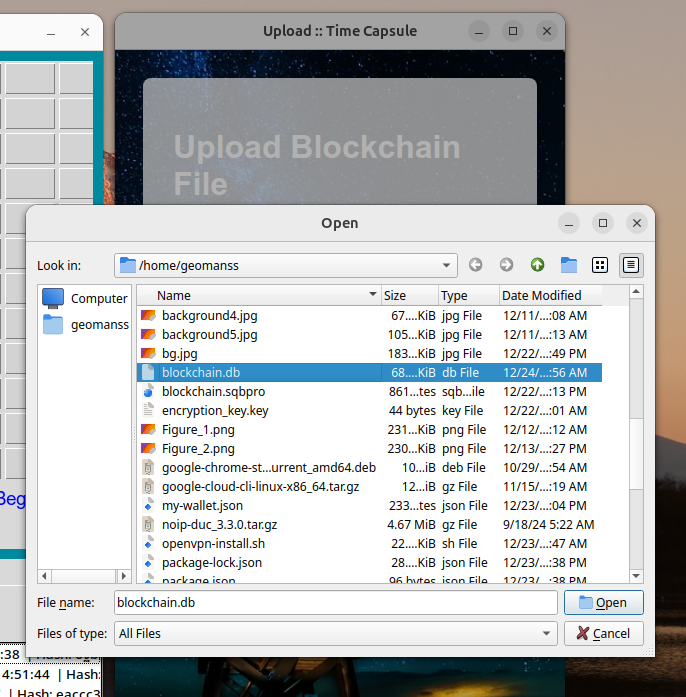 Upload :: Time Capsule
Upload Blockchain
File
Open
Look in: /home/geomanss
Computer
geomanss
Name Size Type Date Modified
background4.jpg 67....KiB jpg File 12/11/...:08 AM
background5.jpg 105...KiB jpg File 12/11/...:13 AM
bg.jpg 183...KiB jpg File 12/22/...:49 PM
blockchain.db 68....KiB db File 12/24/...:56 AM
blockchain.sqbpro 861...tes sqb...ile 12/22/...:13 PM
encryption_key.key 44 bytes key File 12/22/...:01 AM
Figure_1.png 231...KiB png File 12/12/...:12 AM
Figure_2.png 230...KiB png File 12/13/...:27 PM
google-chrome-st...urrent_amd64.deb 10...iB deb File 10/29/...:54 AM
google-cloud-cli-linux-x86_64.tar.gz 12...iB gz File 11/15/...:19 AM
my-wallet.json 233...tes json File 12/23/...:04 PM
noip-duc_3.3.0.tar.gz 4.67 MiB gz File 9/18/24 5:22 AM
openvpn-install.sh 22....KiB sh File 12/23/...:47 AM
package-lock.json 28....KiB json File 12/23/...:38 PM
package.json 96 bytes json File 12/23/...:38 PM
Beg
File name: blockchain.db Open
Files of type: All Files Cancel
:38 | Hash:
4:51:44 | Hash:
| Hash: eaccc3